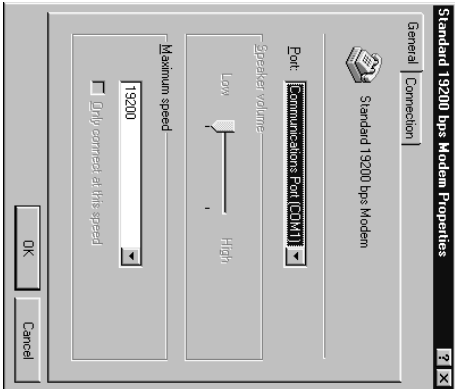 Standard 19200 bps Modem Properties
? X
General Connection
Standard 19200 bps Modem
Port: Communications Port (COM1)
Speaker volume
Low High
Maximum speed
19200
Only connect at this speed
OK Cancel